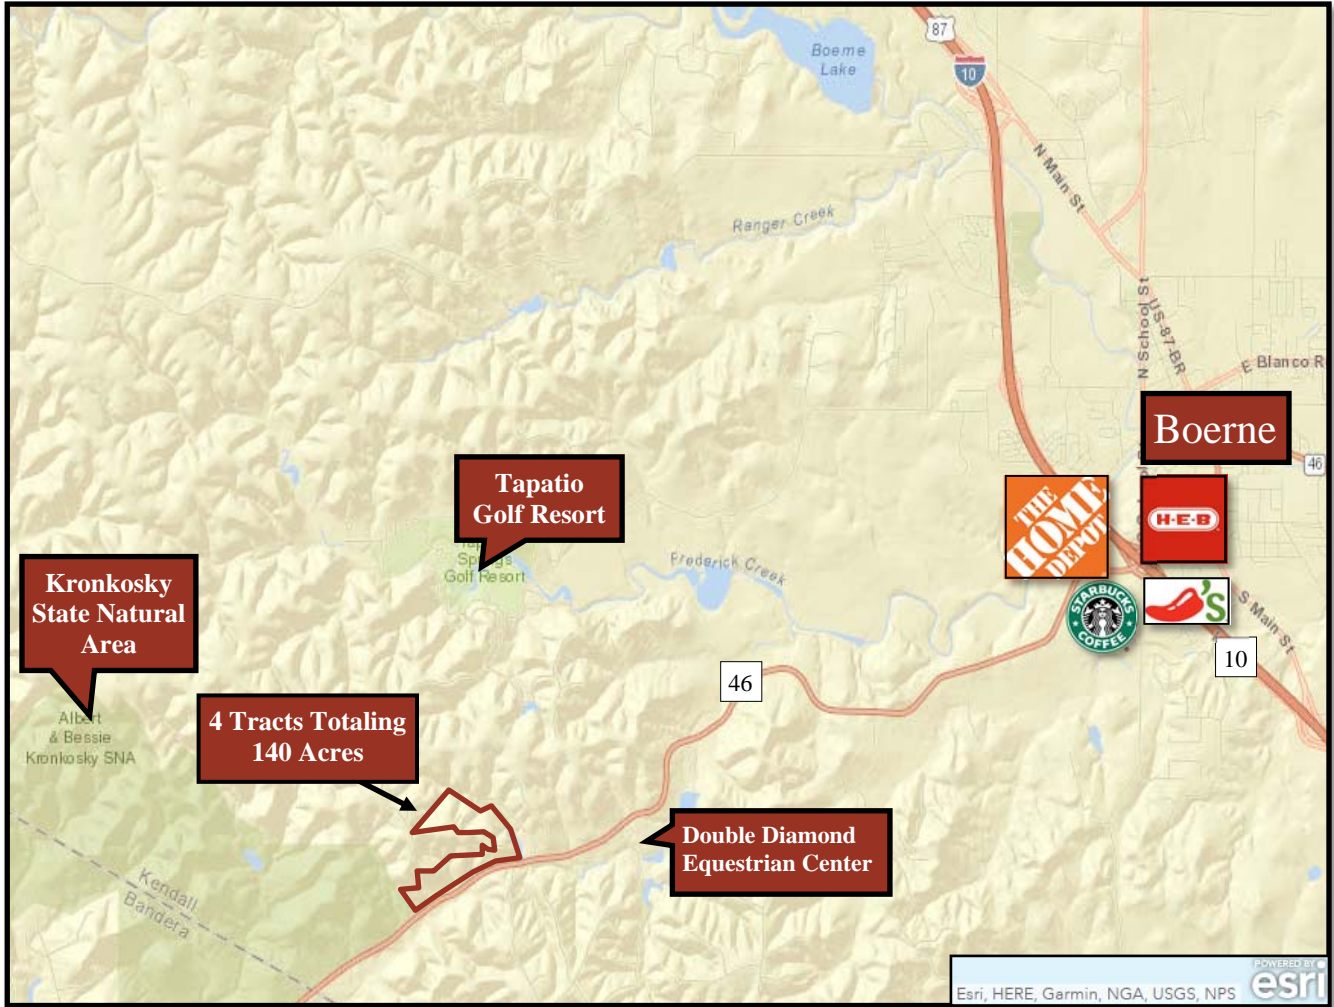 87
Boerne
Lake
10
N Main St
Ranger Creek
N School St
US-87-BR
E Blanco R
Boerne
46
Tapatio
Golf Resort
Springs
Golf Resort
THE
HOME
DEPOT
H-E-B
Frederick Creek
Kronkosky
State Natural
Area
STARBUCKS
COFFEE
'S
S Main St
10
46
4 Tracts Totaling
140 Acres
Albert
& Bessie
Kronkosky SNA
Double Diamond
Equestrian Center
Kendall
Bandera
POWERED BY
esri
Esri, HERE, Garmin, NGA, USGS, NPS